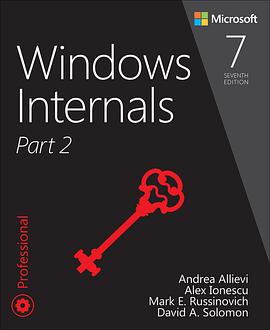 Microsoft
Windows
Internals
7
SEVENTH
EDITION
Part 2
Professional
Andrea Allievi
Alex Ionescu
Mark E. Russinovich
David A. Solomon